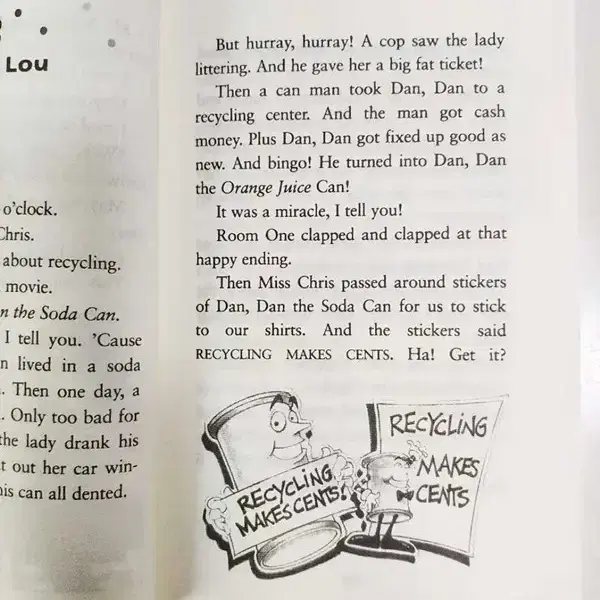 Lou
o'clock.
Chris.
about recycling.
movie.
the Soda Can.
I tell you. 'Cause
lived in a soda
. Then one day, a
. Only too bad for
the lady drank his
out her car win-
his can all dented.
But hurray, hurray! A cop saw the lady
littering. And he gave her a big fat ticket!
Then a can man took Dan, Dan to a
recycling center. And the man got cash
money. Plus Dan, Dan got fixed up good as
new. And bingo! He turned into Dan, Dan
the Orange Juice Can!
It was a miracle, I tell you!
Room One clapped and clapped at that
happy ending.
Then Miss Chris passed around stickers
of Dan, Dan the Soda Can for us to stick
to our shirts. And the stickers said
RECYCLING MAKES CENTS. Ha! Get it?
RECYCLING
MAKES CENTS!
RECYCLING
MAKES
CENTS